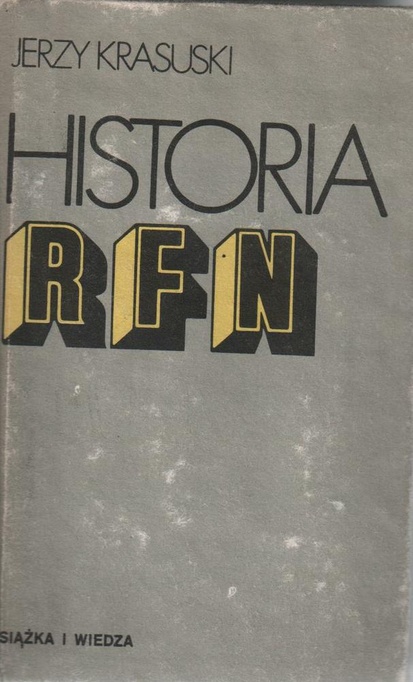 JERZY KRASUSKI
HISTORIA
RFN
SIĄŻKA I WIEDZA